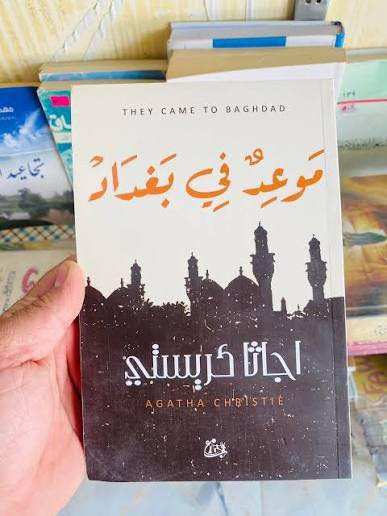 THEY CAME TO BAGHDAD
مَوعِدٌ فِي بَغدَادْ
اجاثا كريستي
AGATHA CHRISTIE